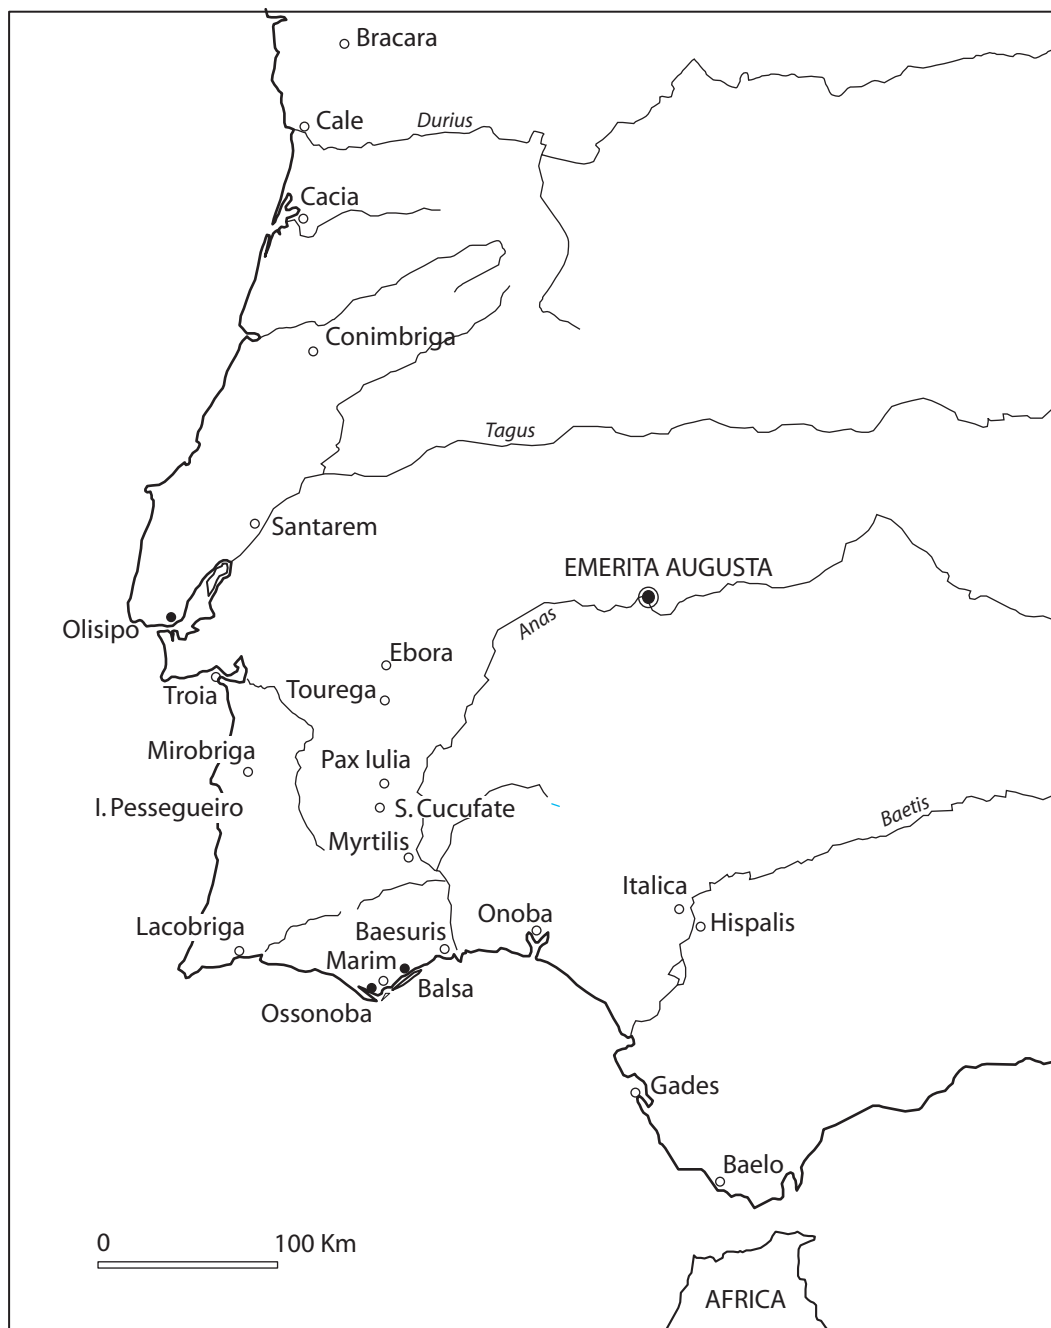 Bracara
Cale
Durius
Cacia
Conimbriga
Tagus
Santarem
EMERITA AUGUSTA
Olisipo
Anas
Ebora
Troia
Tourega
Mirobriga
Pax Iulia
I. Pessegueiro
S. Cucufate
Baetis
Myrtilis
Italica
Lacobriga
Onoba
Hispalis
Baesuris
Marim
Balsa
Ossonoba
Gades
Baelo
0
100 Km
AFRICA